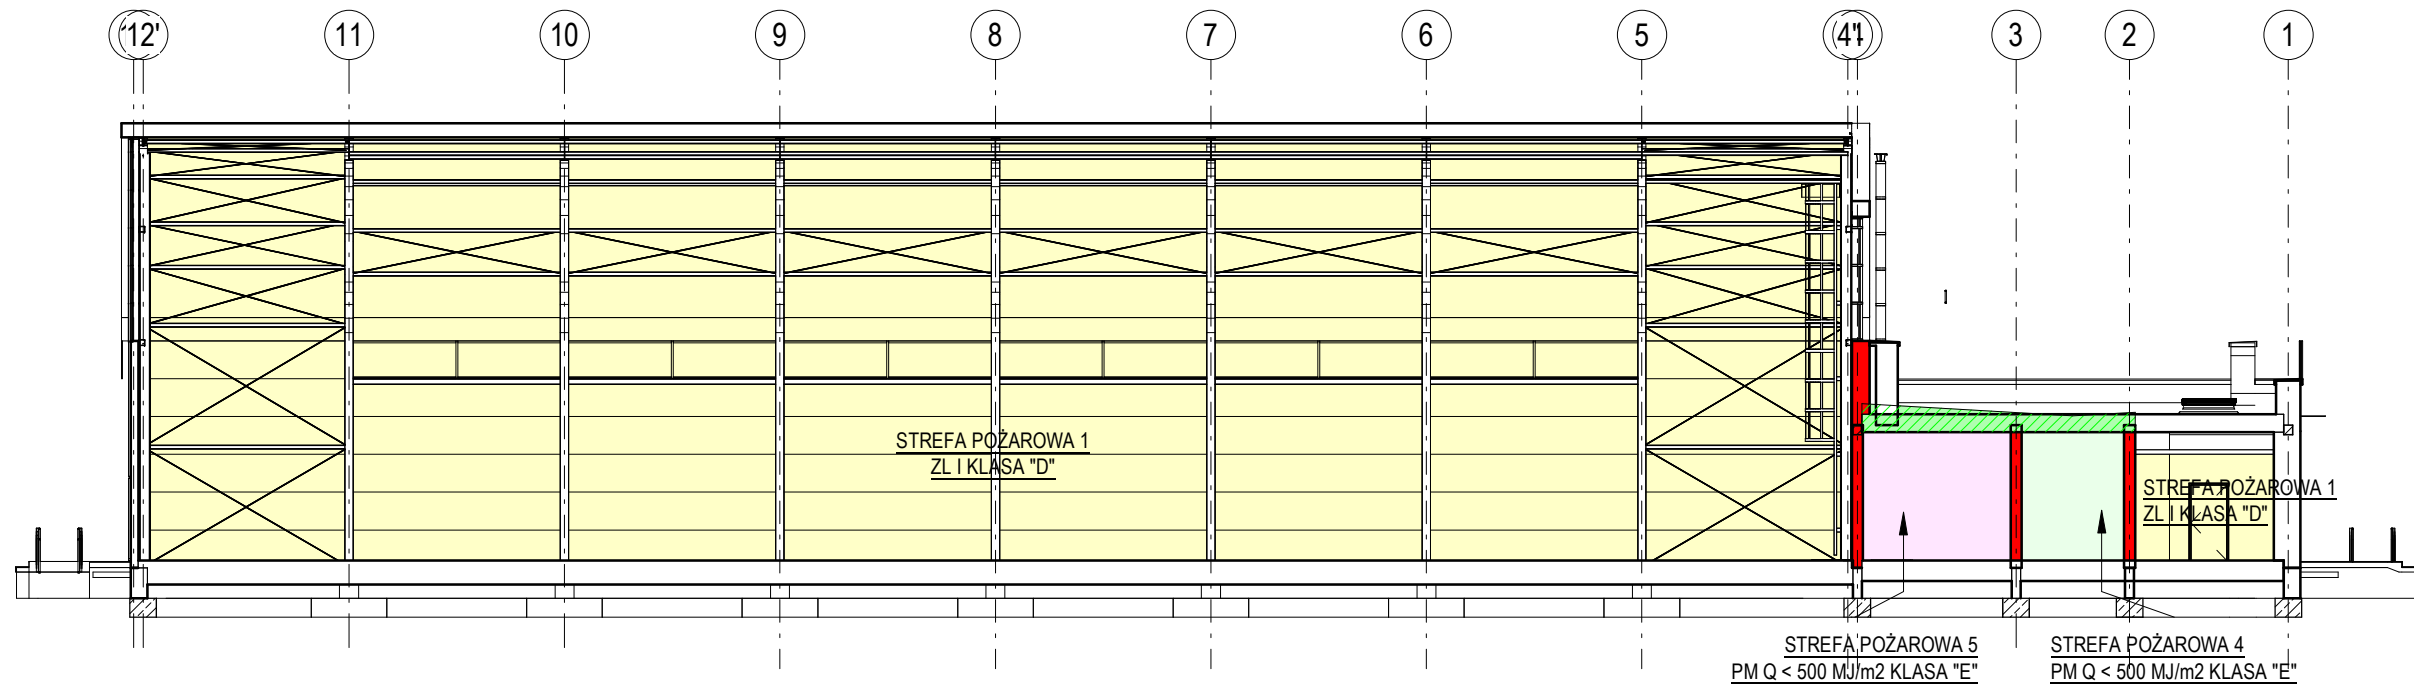 12'
11
10
9
8
7
6
5
4'
3
2
1
STREFA POŻAROWA 1
ZL I KLASA "D"
STREFA POŻAROWA 1
ZL I KLASA "D"
STREFA POŻAROWA 5
PM Q < 500 MJ/m2 KLASA "E"
STREFA POŻAROWA 4
PM Q < 500 MJ/m2 KLASA "E"